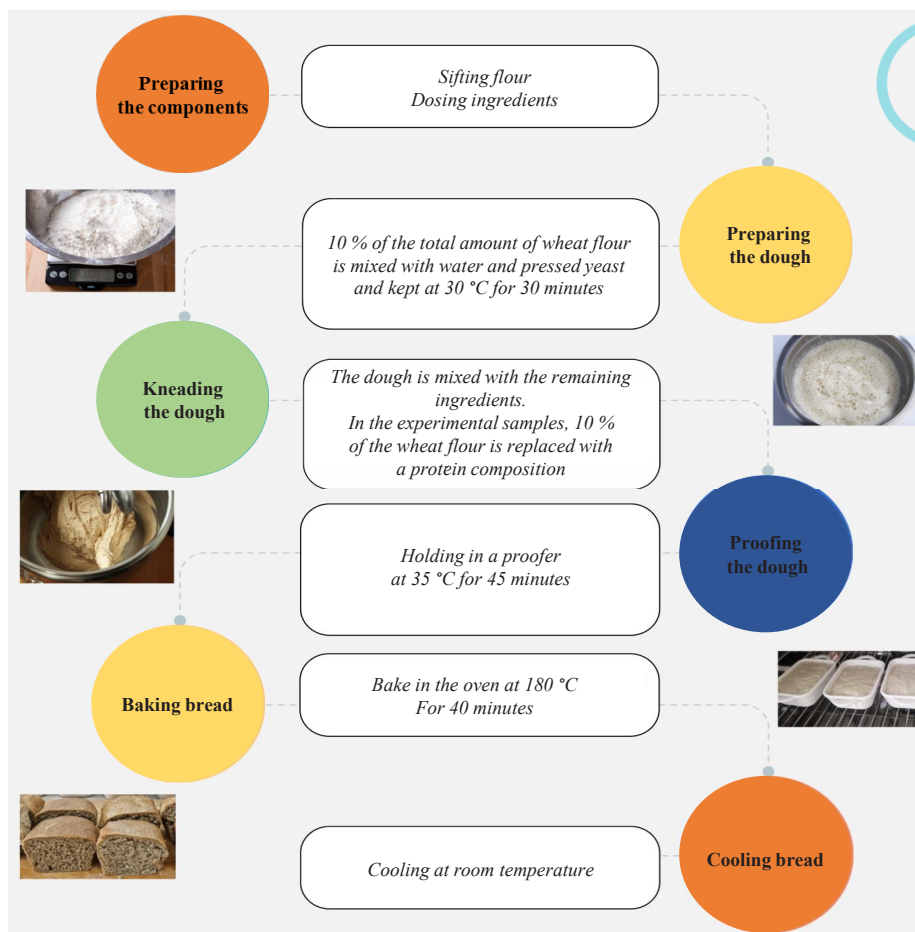 Preparing
the components
Sifting flour
Dosing ingredients
10 % of the total amount of wheat flour
is mixed with water and pressed yeast
and kept at 30 °C for 30 minutes
Preparing
the dough
Kneading
the dough
The dough is mixed with the remaining
ingredients.
In the experimental samples, 10 %
of the wheat flour is replaced with
a protein composition
Holding in a proofer
at 35 °C for 45 minutes
Proofing
the dough
Baking bread
Bake in the oven at 180 °C
For 40 minutes
Cooling at room temperature
Cooling bread